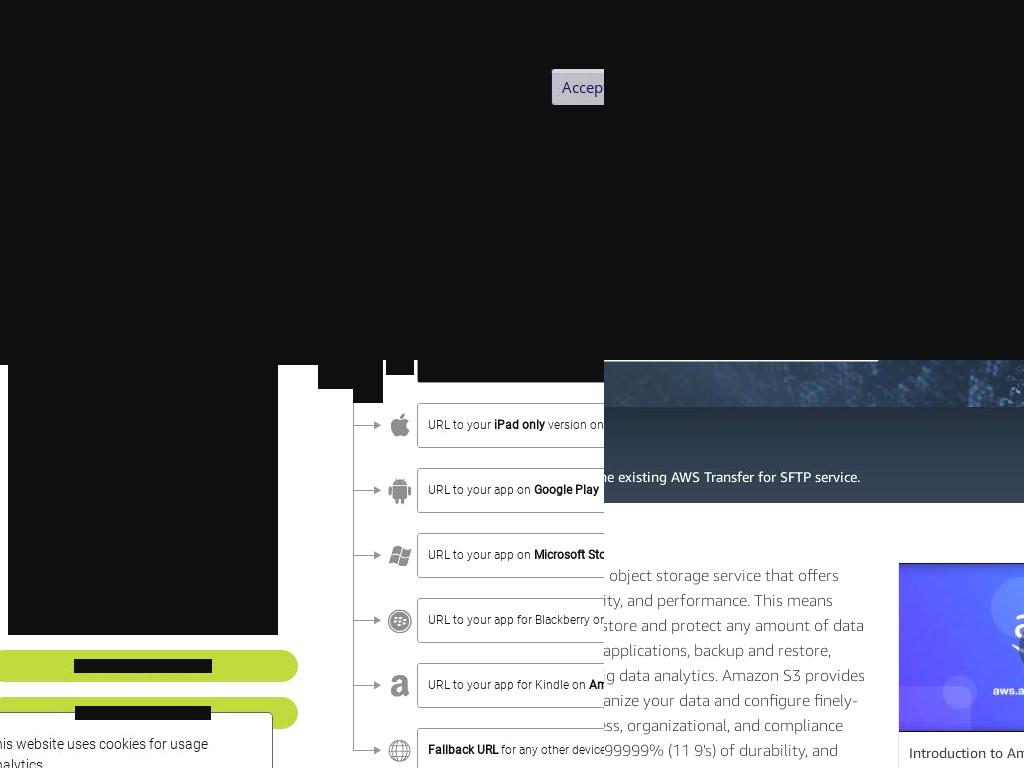 Accep
URL to your iPad only version on
URL to your app on Google Play
URL to your app on Microsoft Sto
URL to your app for Blackberry or
URL to your app for Kindle on Am
Fallback URL for any other device
his website uses cookies for usage
nalytics
e existing AWS Transfer for SFTP service.
object storage service that offers
ity, and performance. This means
store and protect any amount of data
applications, backup and restore,
g data analytics. Amazon S3 provides
anize your data and configure finely-
ess, organizational, and compliance
99999% (11 9's) of durability, and
aws.a
Introduction to Am